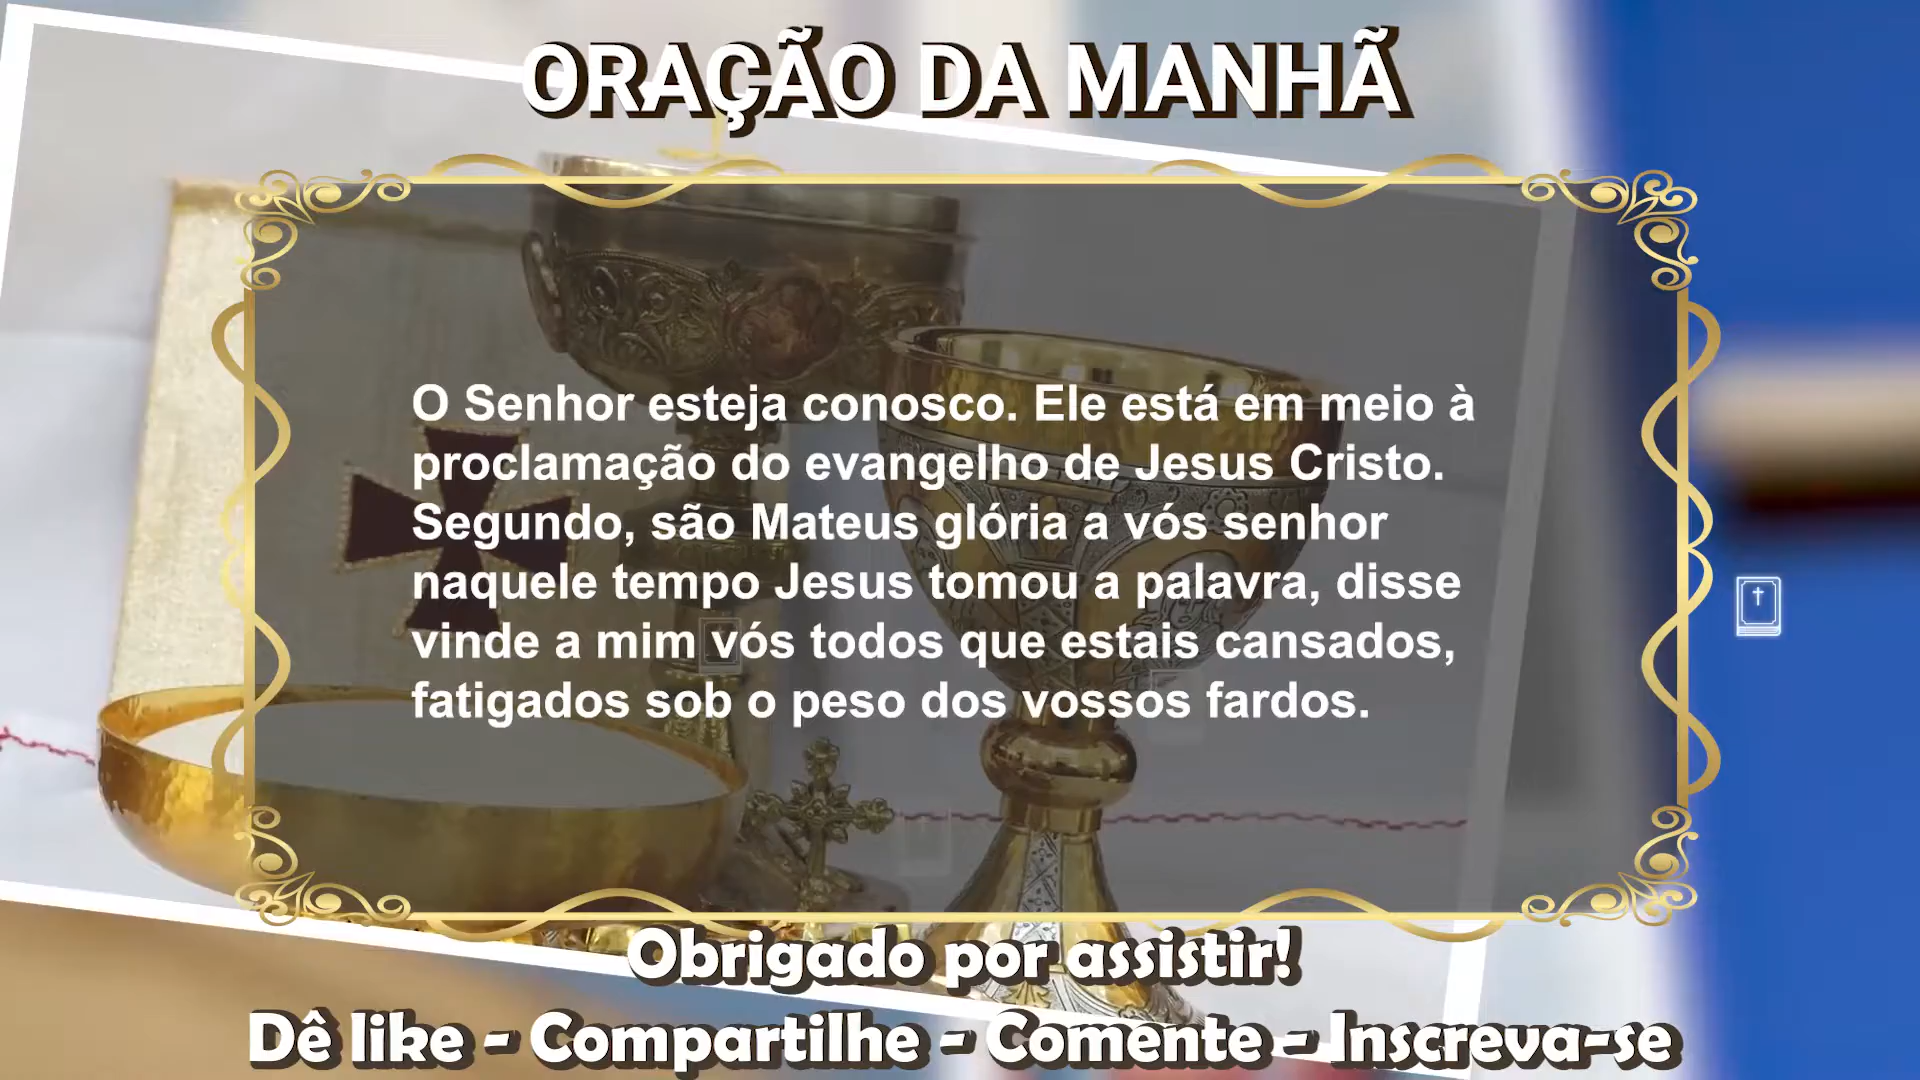 ORAÇÃO DA MANHÃ
O Senhor esteja conosco. Ele está em meio à
proclamação do evangelho de Jesus Cristo.
Segundo, são Mateus glória a vós senhor
naquele tempo Jesus tomou a palavra, disse
vinde a mim vós todos que estais cansados,
fatigados sob o peso dos vossos fardos.
Obrigado por assistir!
Dê like - Compartilhe - Comente - Inscreva-se